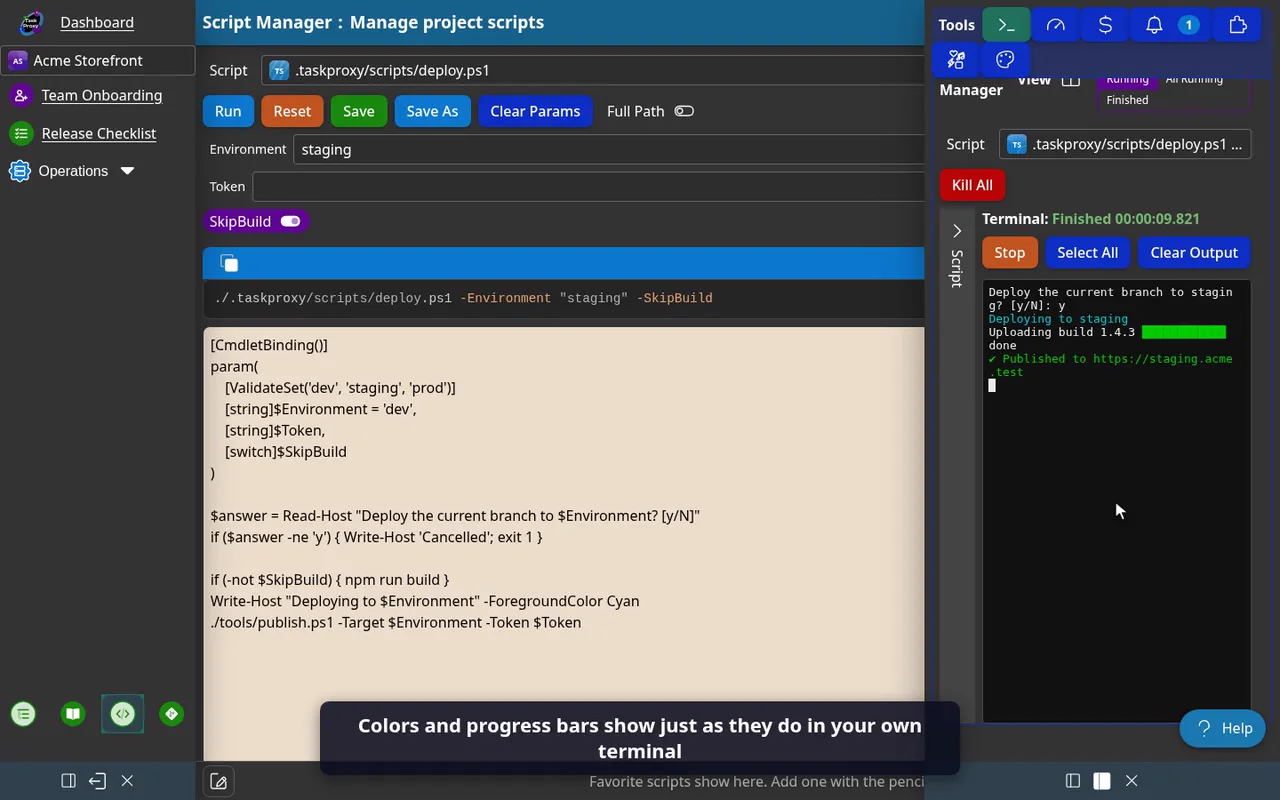 Dashboard
AS Acme Storefront
Team Onboarding
Release Checklist
Operations
Script Manager : Manage project scripts
Script TS .taskproxy/scripts/deploy.ps1
Run Reset Save Save As Clear Params Full Path
Environment staging
Token
SkipBuild
./.taskproxy/scripts/deploy.ps1 -Environment "staging" -SkipBuild
[CmdletBinding()]
param(
[ValidateSet('dev', 'staging', 'prod')]
[string]$Environment = 'dev',
[string]$Token,
[switch]$SkipBuild
)
$answer = Read-Host "Deploy the current branch to $Environment? [y/N]"
if ($answer -ne 'y') { Write-Host 'Cancelled'; exit 1 }
if (-not $SkipBuild) { npm run build }
Write-Host "Deploying to $Environment" -ForegroundColor Cyan
./tools/publish.ps1 -Target $Environment -Token $Token
Favorite scripts show here. Add one with the penci
Tools 1
Manager View Running All Running
Finished
Script TS .taskproxy/scripts/deploy.ps1 ...
Kill All
Script
Terminal: Finished 00:00:09.821
Stop Select All Clear Output
Deploy the current branch to stagin
g? [y/N]: y
Deploying to staging
Uploading build 1.4.3
done
✔ Published to https://staging.acme
.test
? Help
Colors and progress bars show just as they do in your own
terminal